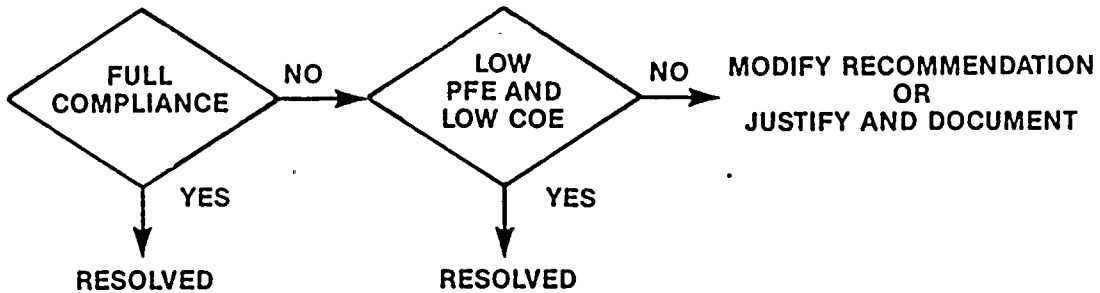 FULL
COMPLIANCE
NO
LOW
PFE AND
LOW COE
NO
MODIFY RECOMMENDATION
OR
JUSTIFY AND DOCUMENT
YES
YES
RESOLVED
RESOLVED